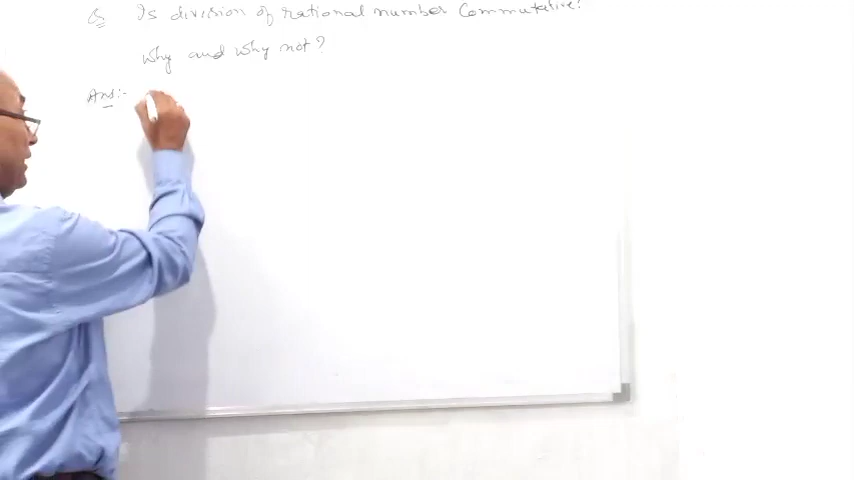 Q Is division of rational number Commutative?
Why and Why not?
Ans:-